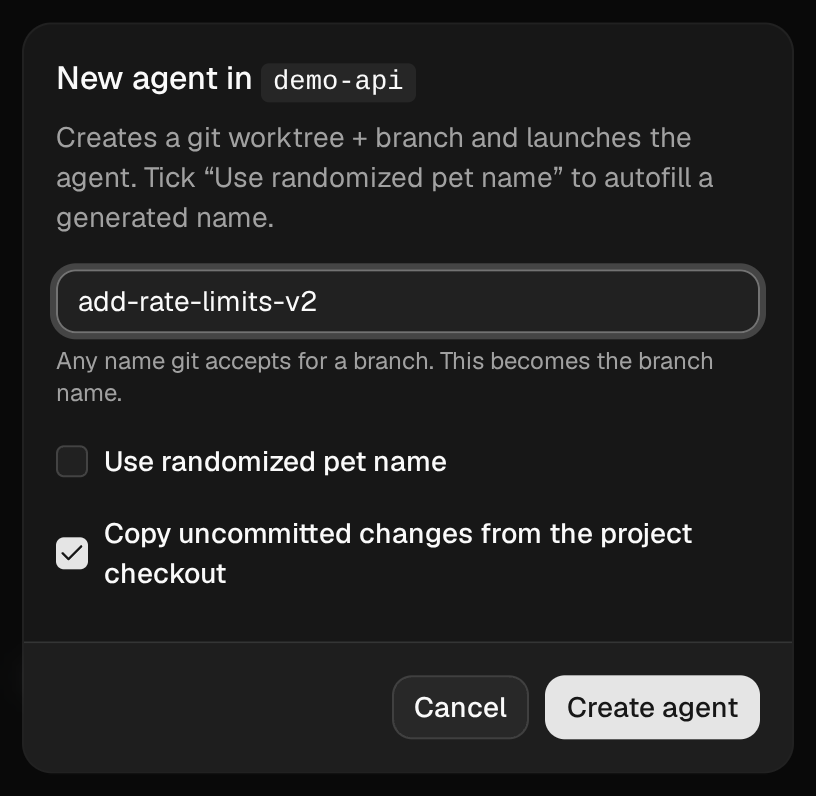 New agent in demo-api
Creates a git worktree + branch and launches the
agent. Tick “Use randomized pet name” to autofill a
generated name.
add-rate-limits-v2
Any name git accepts for a branch. This becomes the branch
name.
Use randomized pet name
Copy uncommitted changes from the project
checkout
Cancel
Create agent